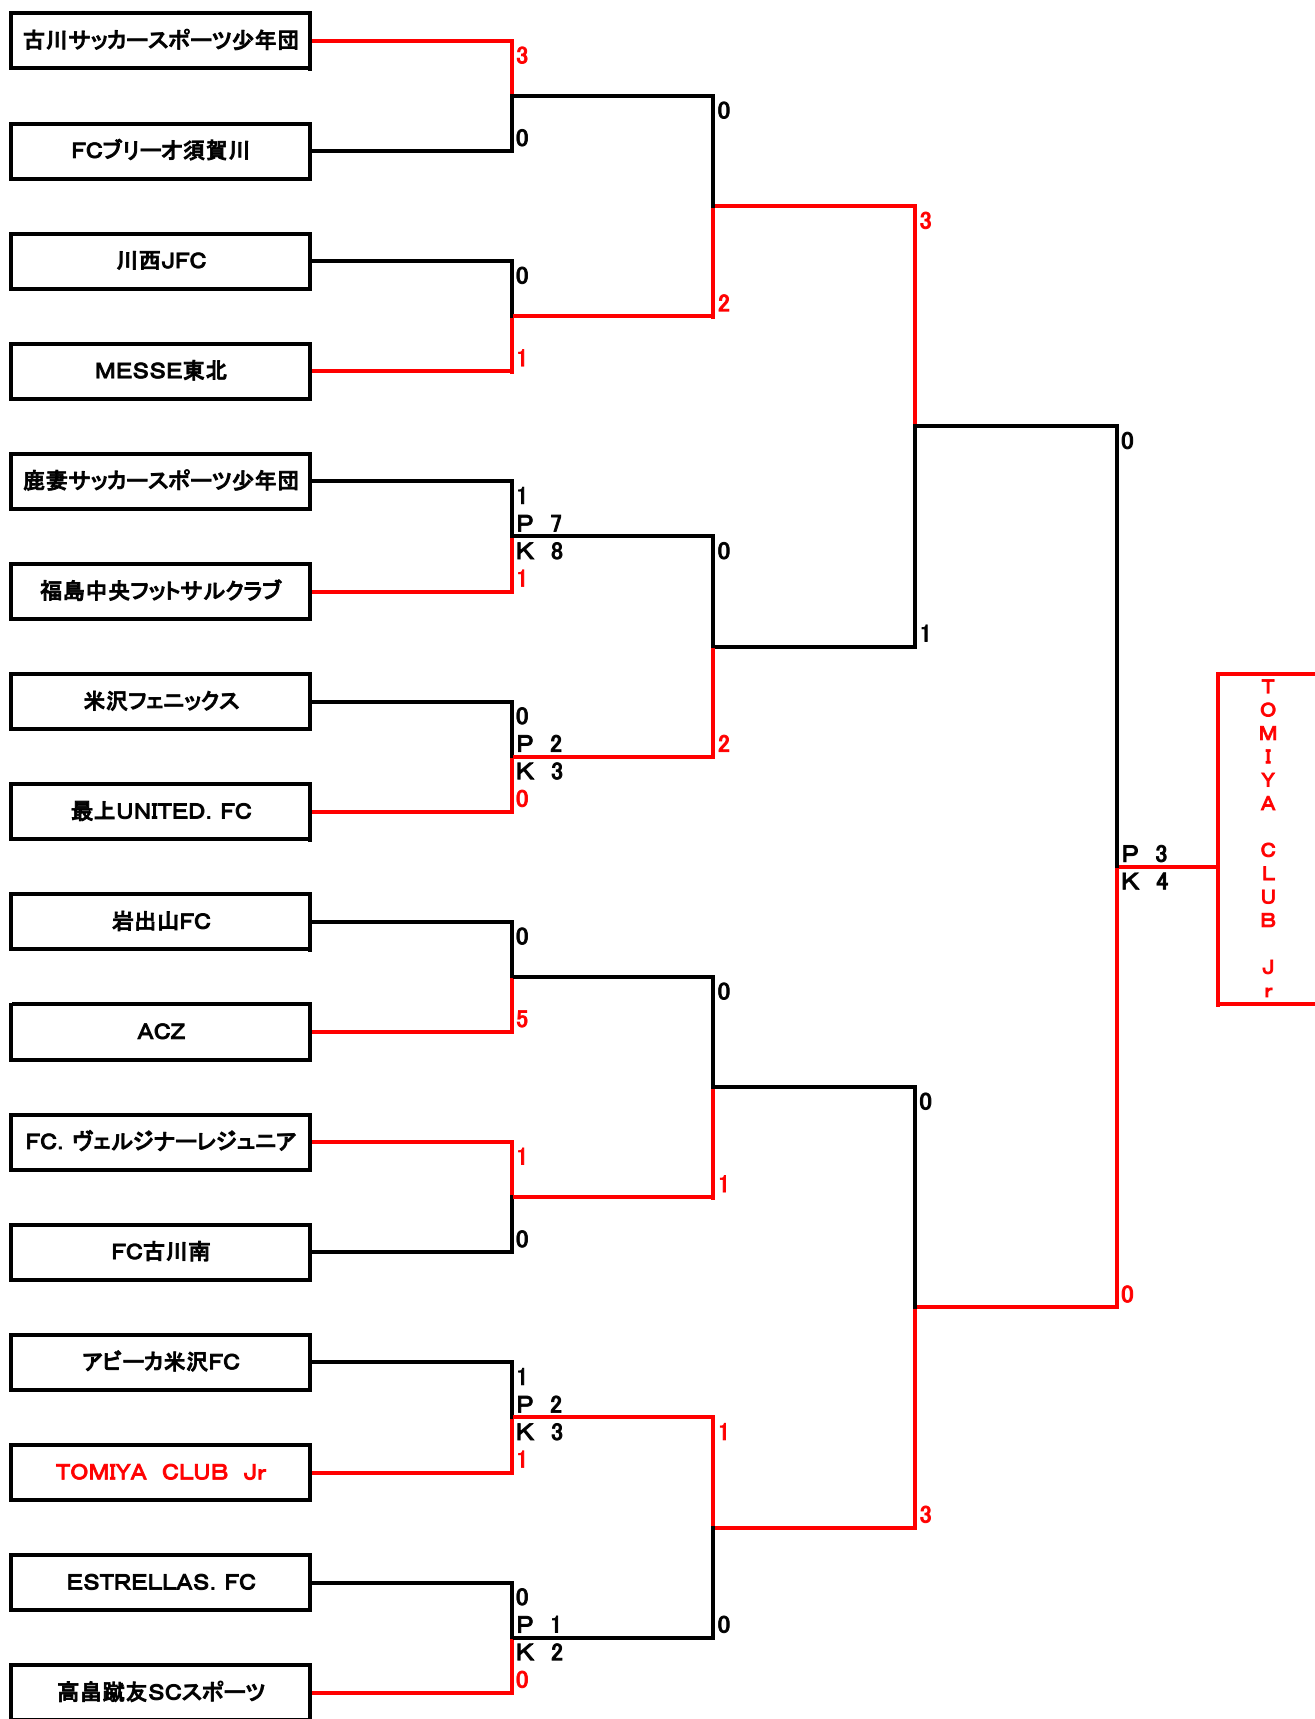 古川サッカースポーツ少年団
3
0
0
FCブリーオ須賀川
3
川西JFC
0
2
MESSE東北
1
0
鹿妻サッカースポーツ少年団
1
P 7
K 8
0
1
福島中央フットサルクラブ
1
米沢フェニックス
0
P 2
2
K 3
0
最上UNITED．FC
TOMIYA CLUB Jr
P 3
K 4
岩出山FC
0
0
ACZ
5
0
FC．ヴェルジナーレジュニア
1
1
FC古川南
0
0
アビーカ米沢FC
1
P 2
K 3
1
1
TOMIYA CLUB Jr
3
ESTRELLAS．FC
0
P 1
0
K 2
0
高畠蹴友SCスポーツ